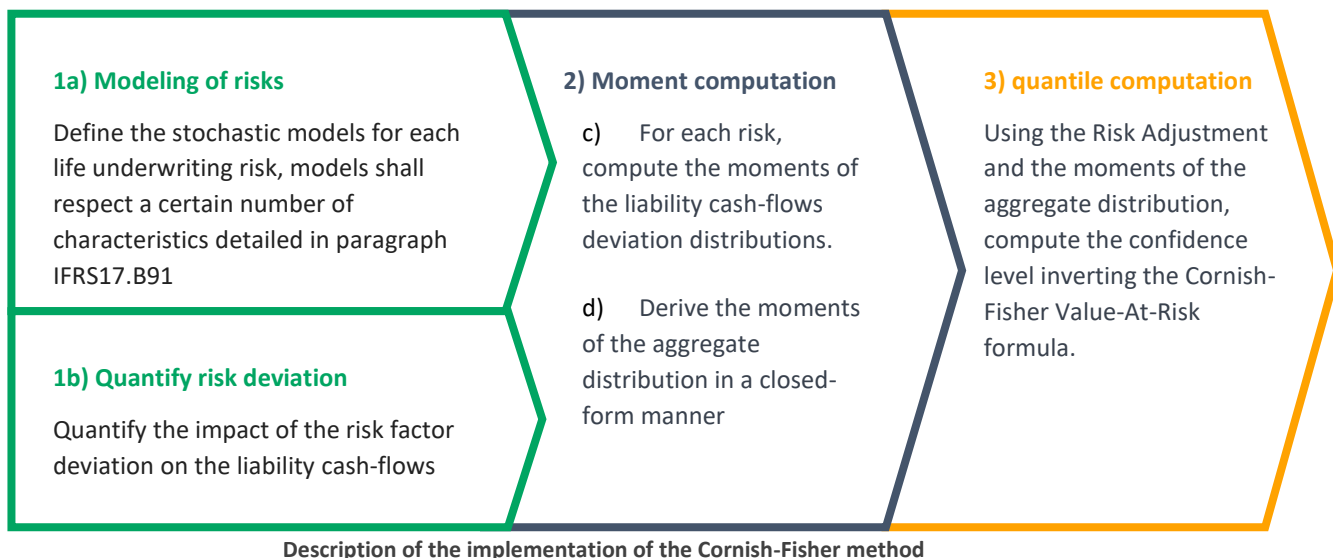 1a) Modeling of risks
Define the stochastic models for each
life underwriting risk, models shall
respect a certain number of
characteristics detailed in paragraph
IFRS17.B91
1b) Quantify risk deviation
Quantify the impact of the risk factor
deviation on the liability cash-flows
2) Moment computation
c) For each risk,
compute the moments of
the liability cash-flows
deviation distributions.
d) Derive the moments
of the aggregate
distribution in a closed-
form manner
3) quantile computation
Using the Risk Adjustment
and the moments of the
aggregate distribution,
compute the confidence
level inverting the Cornish-
Fisher Value-At-Risk
formula.
Description of the implementation of the Cornish-Fisher method